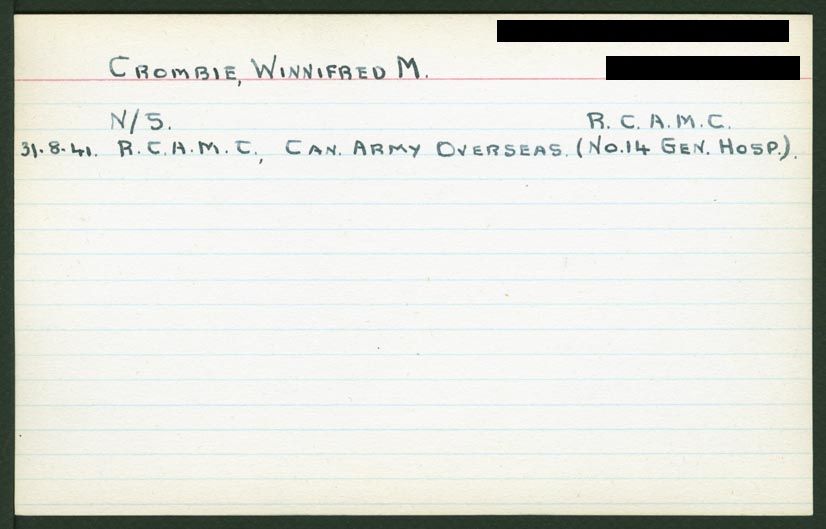 CROMBIE, WINNIFRED M.
N/S. R.C.A.M.C.
31.8.41. R.C.A.M.C., CAN. ARMY OVERSEAS. (NO.14 GEN. HOSP.).